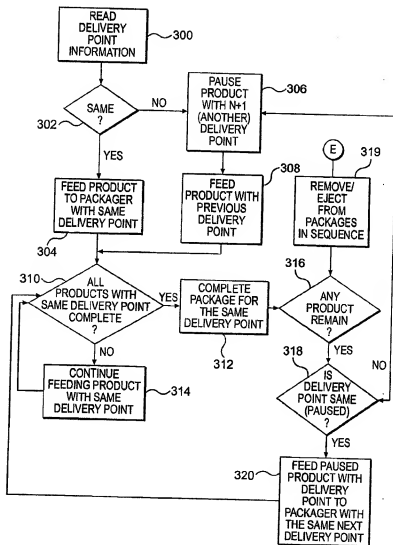 READ
DELIVERY
POINT
INFORMATION
300
SAME
?
302
NO
YES
PAUSE
PRODUCT
WITH N+1
(ANOTHER)
DELIVERY
POINT
306
FEED
PRODUCT
TO PACKAGER
WITH SAME
DELIVERY POINT
304
FEED
PRODUCT WITH
PREVIOUS
DELIVERY
POINT
308
E
319
REMOVE/
EJECT
FROM
PACKAGES
IN SEQUENCE
310
ALL
PRODUCTS WITH
SAME DELIVERY POINT
COMPLETE
?
YES
NO
COMPLETE
PACKAGE FOR
THE SAME
DELIVERY POINT
312
316
ANY
PRODUCT
REMAIN
?
YES
CONTINUE
FEEDING PRODUCT
WITH SAME
DELIVERY POINT
314
318
IS
DELIVERY
POINT SAME
(PAUSED)
?
NO
YES
320
FEED PAUSED
PRODUCT WITH
DELIVERY
POINT TO
PACKAGER WITH
THE SAME NEXT
DELIVERY POINT